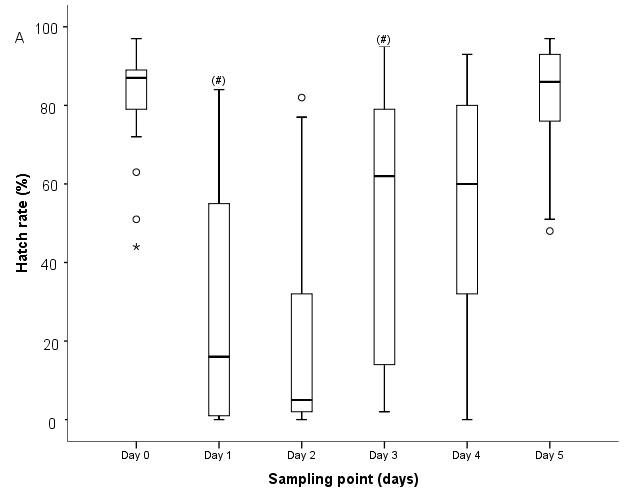 A
100
80
60
40
20
0
Hatch rate (%)
(#)
(#)
*
Day 0
Day 1
Day 2
Day 3
Day 4
Day 5
Sampling point (days)